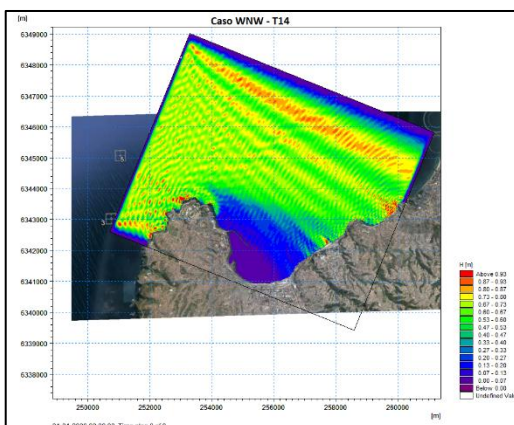 Caso WNW - T14
[m]
6349000
6348000
6347000
6346000
6345000
6344000
6343000
6342000
6341000
6340000
6339000
6338000
250000 252000 254000 256000 258000 260000
[m]
H [m]
Above 0.93
0.87 - 0.93
0.80 - 0.87
0.73 - 0.80
0.67 - 0.73
0.60 - 0.67
0.53 - 0.60
0.47 - 0.53
0.40 - 0.47
0.33 - 0.40
0.27 - 0.33
0.20 - 0.27
0.13 - 0.20
0.07 - 0.13
0.00 - 0.07
Below 0.00
Undefined Val